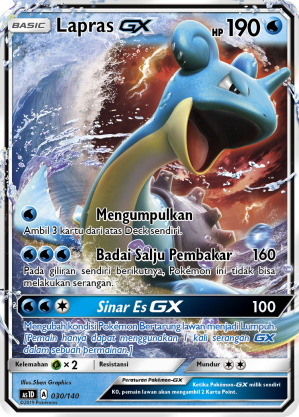 BASIC Lapras GX HP 190
Mengumpulkan
Ambil 3 kartu dari atas Deck sendiri.
Badai Salju Pembakar 160
Pada giliran sendiri berikutnya, Pokémon ini tidak bisa
melakukan serangan.
Sinar Es GX 100
Mengubah kondisi Pokémon Bertarung lawan menjadi Lumpuh.
[Pemain hanya dapat menggunakan 1 kali serangan GX
dalam sebuah permainan.]
Kelemahan × 2 Resistansi Mundur
Illus. 5ban Graphics
Peraturan Pokémon-GX
AS1D A 030/140
Ketika Pokémon-GX milik sendiri
KO, pemain lawan akan mengambil 2 Kartu Point.
©2019 Pokémon